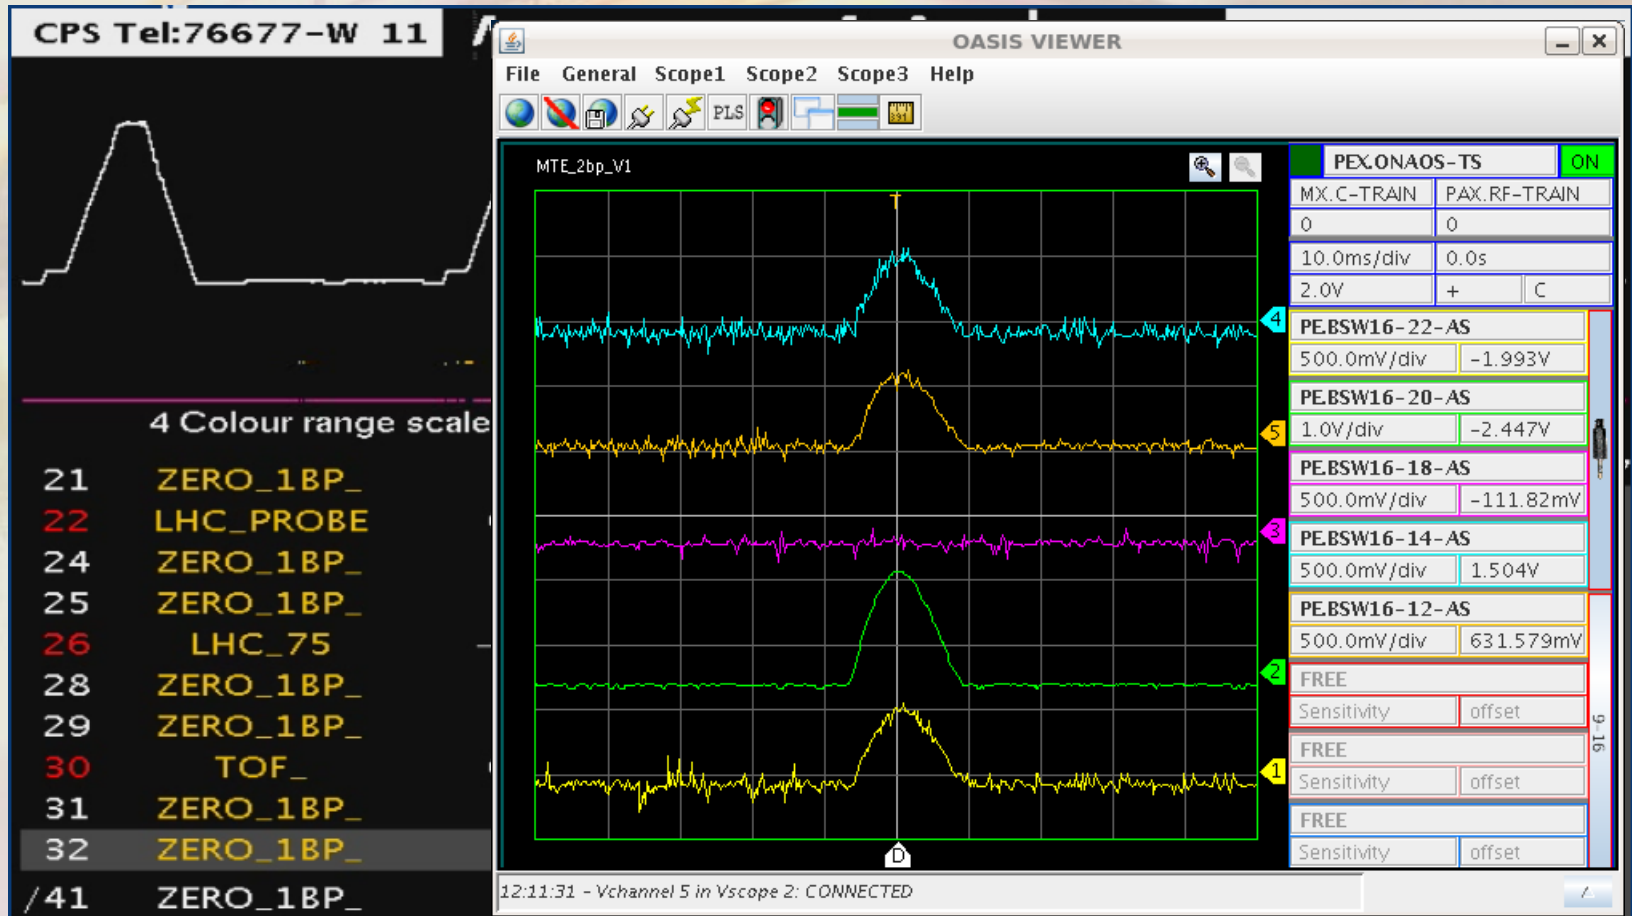 CPS Tel:76677-W 11
4 Colour range scale
21 ZERO_1BP_
22 LHC_PROBE
24 ZERO_1BP_
25 ZERO_1BP_
26 LHC_75
28 ZERO_1BP_
29 ZERO_1BP_
30 TOF_
31 ZERO_1BP_
32 ZERO_1BP_
/41 ZERO_1BP_
OASIS VIEWER
File General Scope1 Scope2 Scope3 Help
PLS
MTE_2bp_V1
T
4
5
3
2
1
D
PEX.ONAOS-TS ON
MX.C-TRAIN PAX.RF-TRAIN
0 0
10.0ms/div 0.0s
2.0V + C
PE.BSW16-22-AS
500.0mV/div -1.993V
PE.BSW16-20-AS
1.0V/div -2.447V
PE.BSW16-18-AS
500.0mV/div -111.82mV
PE.BSW16-14-AS
500.0mV/div 1.504V
PE.BSW16-12-AS
500.0mV/div 631.579mV
FREE
Sensitivity offset
FREE
Sensitivity offset
FREE
Sensitivity offset
9-16
12:11:31 - Vchannel 5 in Vscope 2: CONNECTED